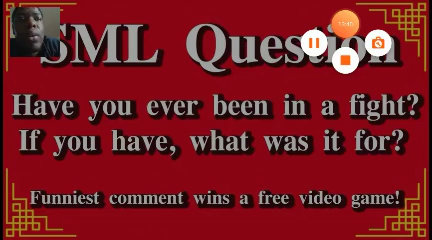 SML Question
Have you ever been in a fight?
If you have, what was it for?
Funniest comment wins a free video game!